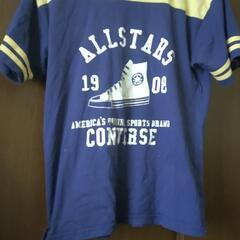 ALLSTARS
19 08
AMERICA'S SPORTS BRAND
CONVERSE